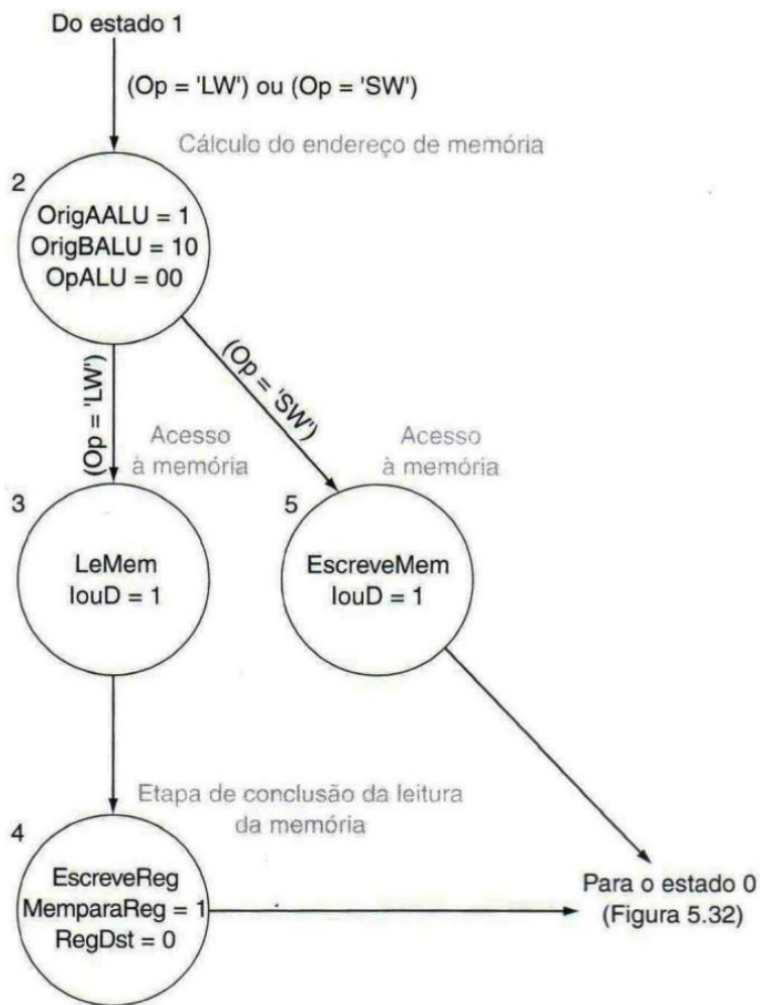 Do estado 1
(Op = 'LW') ou (Op = 'SW')
Cálculo do endereço de memória
2
OrigAALU = 1
OrigBALU = 10
OpALU = 00
(Op = 'LW')
(Op = 'SW')
Acesso
à memória
Acesso
à memória
3
LeMem
IouD = 1
5
EscreveMem
IouD = 1
Etapa de conclusão da leitura
da memória
4
EscreveReg
MemparaReg = 1
RegDst = 0
Para o estado 0
(Figura 5.32)